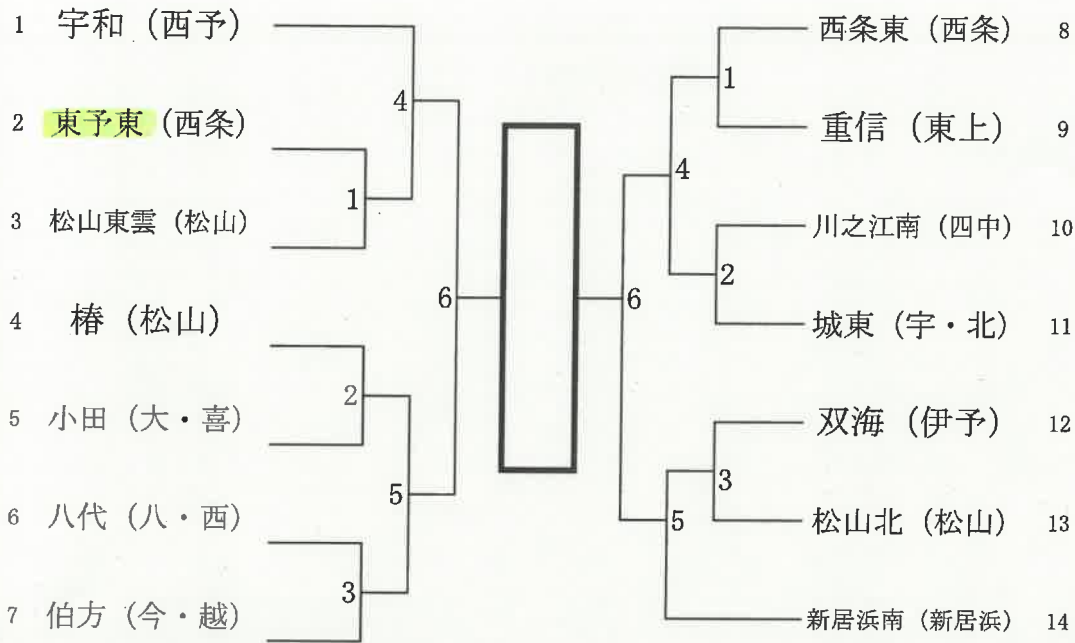 1 宇和（西予）
2 東予東（西条）
3 松山東雲（松山）
4 椿（松山）
5 小田（大・喜）
6 八代（八・西）
7 伯方（今・越）
4
1
2
3
5
6
西条東（西条） 8
重信（東上） 9
川之江南（四中） 10
城東（宇・北） 11
双海（伊予） 12
松山北（松山） 13
新居浜南（新居浜） 14
1
4
2
6
3
5